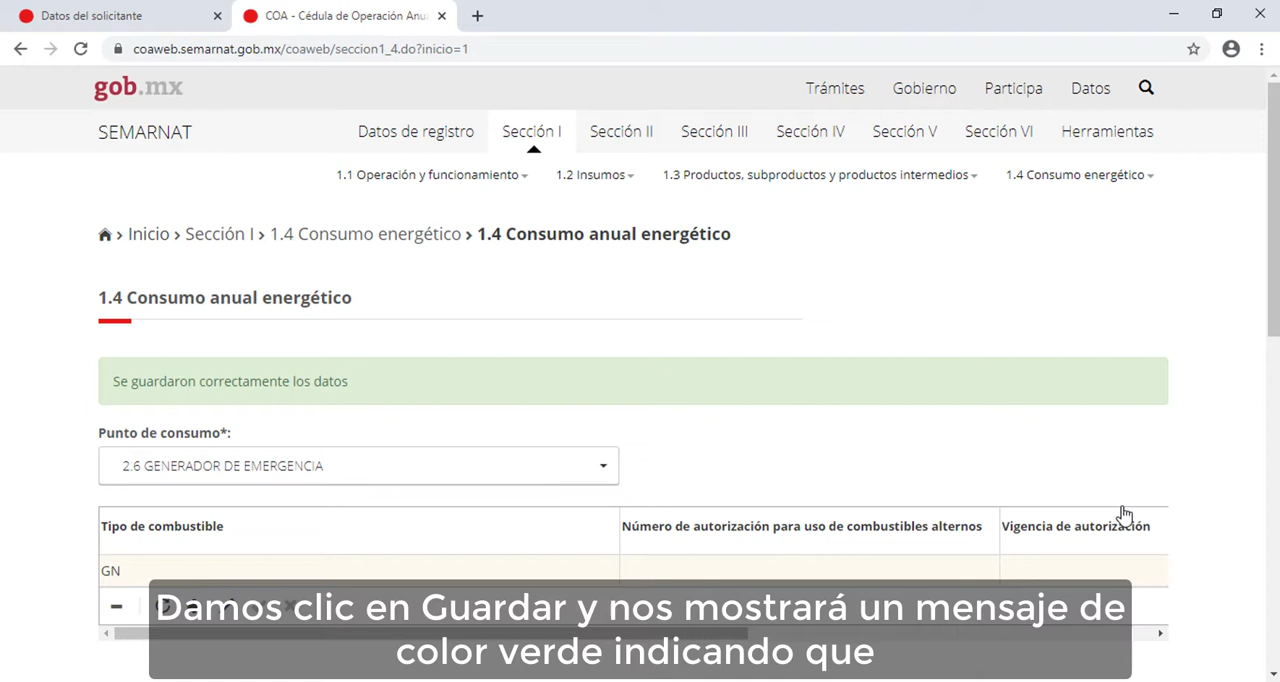 Datos del solicitante
COA - Cédula de Operación Anu
coaweb.semarnat.gob.mx/coaweb/seccion1_4.do?inicio=1
gob.mx
Trámites Gobierno Participa Datos
SEMARNAT
Datos de registro Sección I Sección II Sección III Sección IV Sección V Sección VI Herramientas
1.1 Operación y funcionamiento 1.2 Insumos 1.3 Productos, subproductos y productos intermedios 1.4 Consumo energético
> Inicio > Sección I > 1.4 Consumo energético > 1.4 Consumo anual energético
1.4 Consumo anual energético
Se guardaron correctamente los datos
Punto de consumo*:
2.6 GENERADOR DE EMERGENCIA
Tipo de combustible Número de autorización para uso de combustibles alternos Vigencia de autorización
GN
Damos clic en Guardar y nos mostrará un mensaje de
color verde indicando que